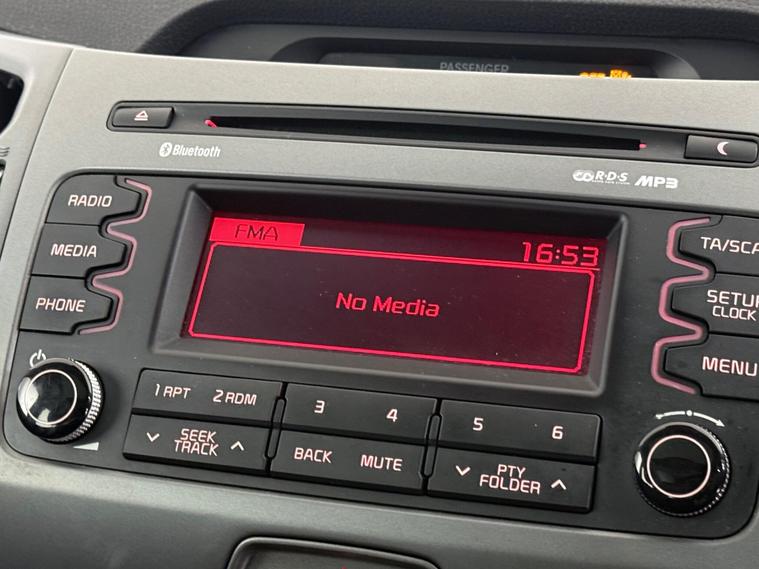 PASSENGER
Bluetooth
R·D·S MP3
RADIO
MEDIA
PHONE
FMA
16:53
No Media
TA/SCA
SETUP
CLOCK
MENU
1 RPT 2 RDM
3 4
5 6
SEEK
TRACK
BACK MUTE
PTY
FOLDER